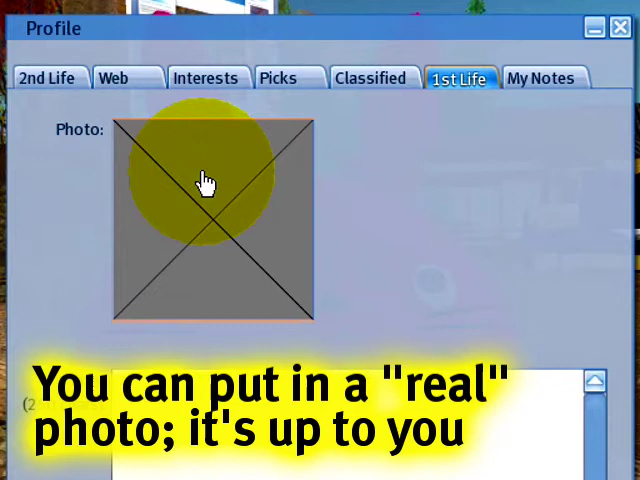 Profile
2nd Life Web Interests Picks Classified 1st Life My Notes
Photo:
You can put in a "real"
(2
photo; it's up to you